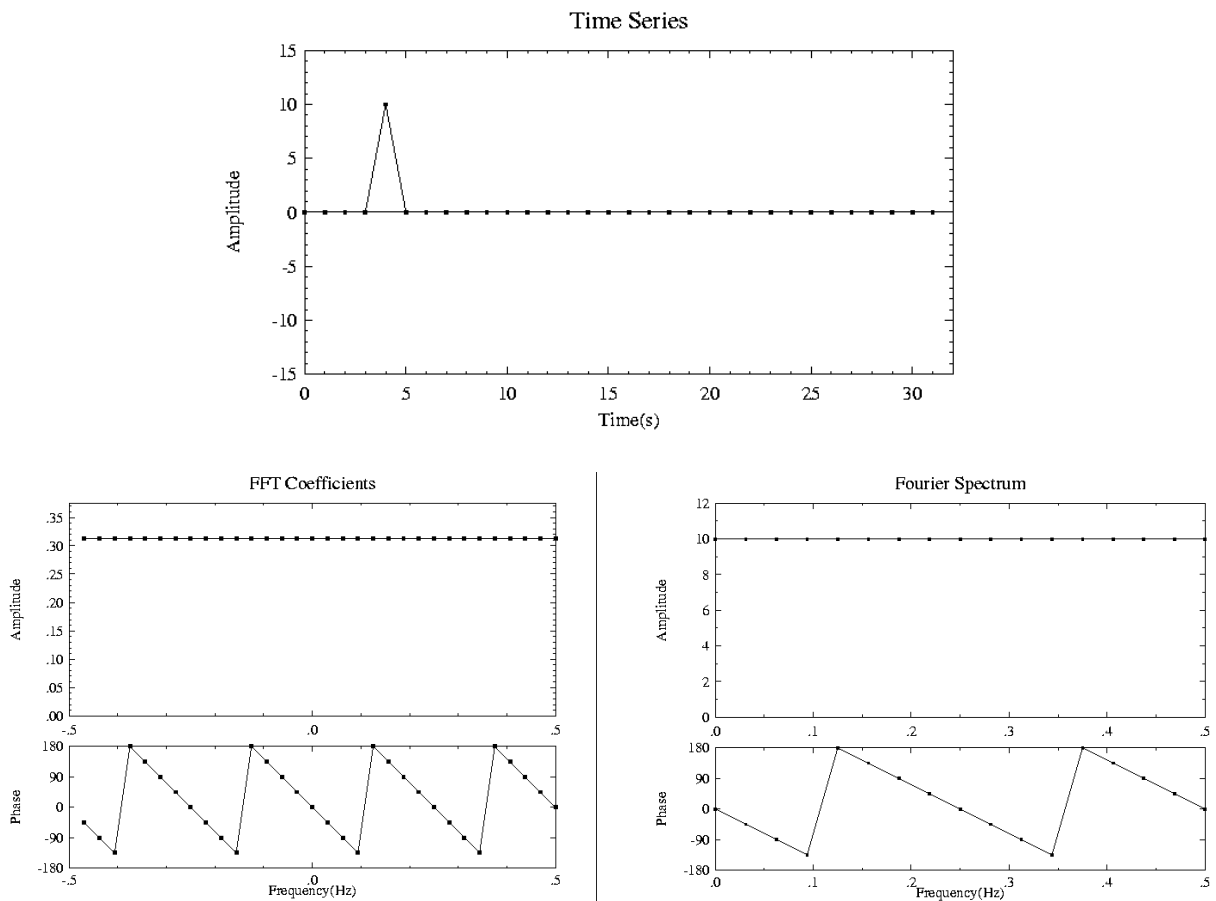 Time Series
15
10
5
0
-5
-10
-15
Amplitude
0 5 10 15 20 25 30
Time(s)
FFT Coefficients
.35
.30
.25
.20
.15
.10
.05
.00
Amplitude
-.5 .0 .5
180
90
0
-90
-180
Phase
-.5 .0 .5
Frequency(Hz)
Fourier Spectrum
12
10
8
6
4
2
0
Amplitude
.0 .1 .2 .3 .4 .5
180
90
0
-90
-180
Phase
.0 .1 .2 .3 .4 .5
Frequency(Hz)